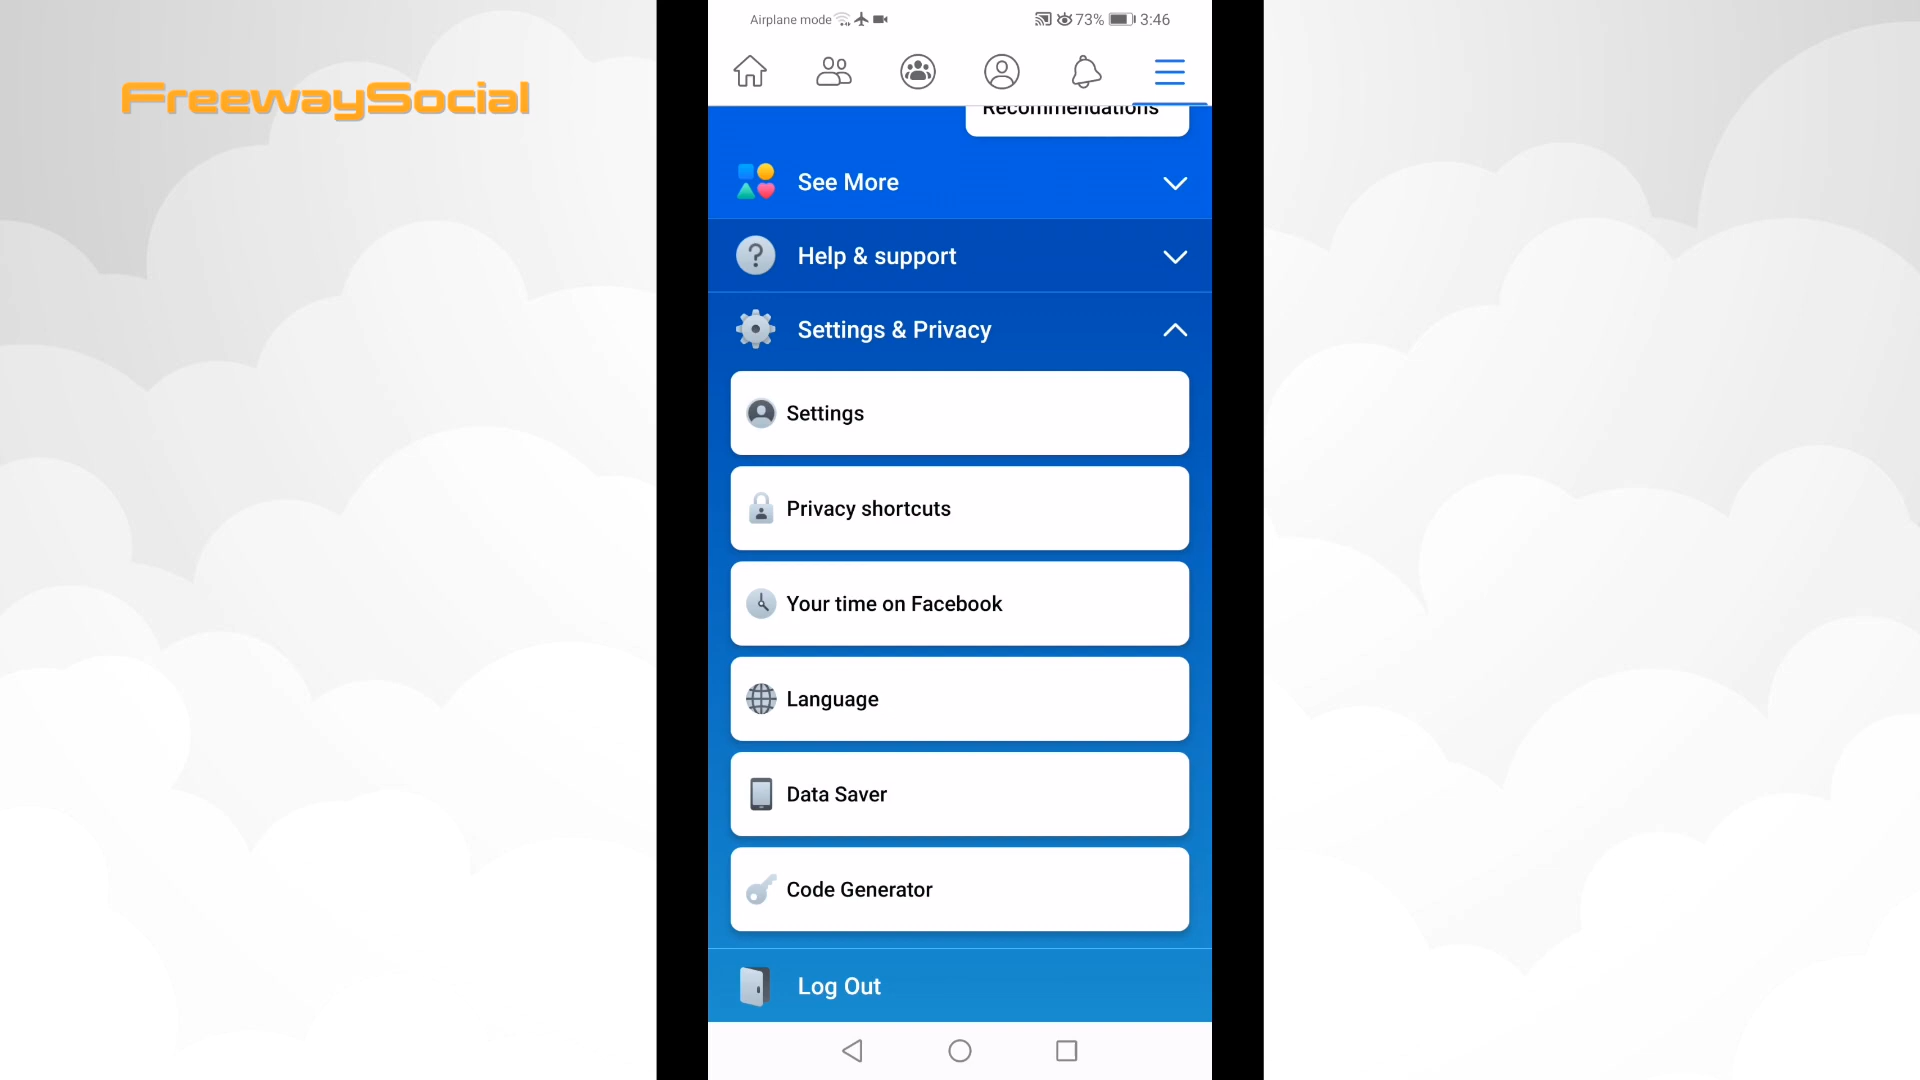 Airplane mode
73% 3:46
FreewaySocial
Recommendations
See More
Help & support
Settings & Privacy
Settings
Privacy shortcuts
Your time on Facebook
Language
Data Saver
Code Generator
Log Out